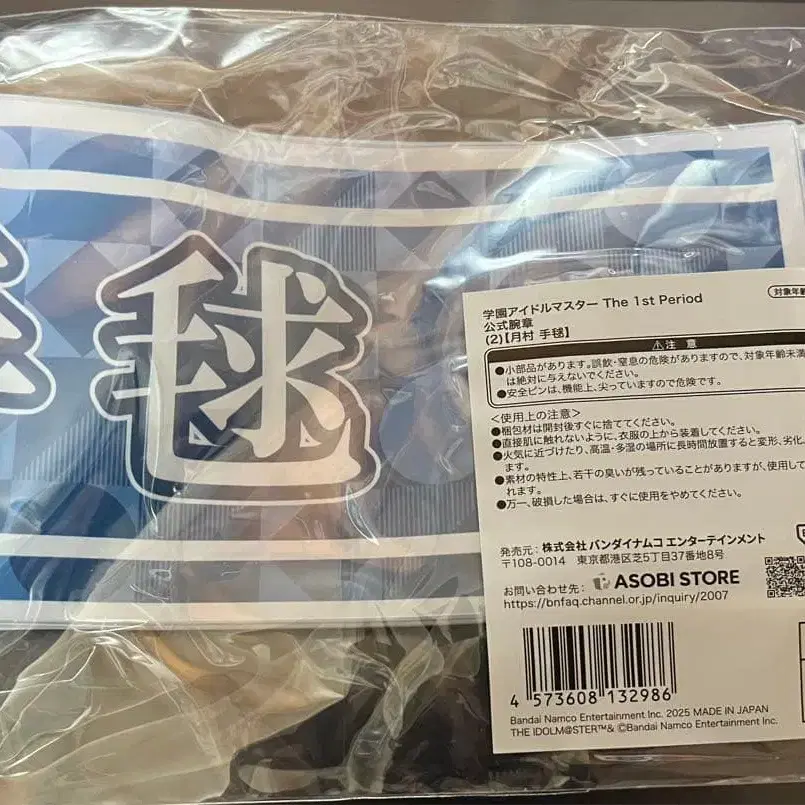 毬
学園アイドルマスター The 1st Period
公式腕章
(2)【月村 手毬】
対象年齢
⚠注 意
●小部品があります。誤飲・窒息の危険がありますので、対象年齢未満
は絶対に与えないでください。
●安全ピンは、機能上、尖っていますので危険です。
<使用上の注意>
●梱包材は開封後すぐに捨ててください。
●直接肌に触れないように、衣服の上から装着してください。
●火気に近づけたり、高温・多湿の場所に長時間放置すると変形、劣化
ます。
●素材の特性上、若干の臭いが残っていることがありますが、使用して
れます。
●万一、破損した場合は、すぐに使用をやめてください。
発売元：株式会社 バンダイナムコ エンターテインメント
〒108-0014 東京都港区芝5丁目37番地8号
お問い合わせ先： ASOBI STORE
https://bnfaq.channel.or.jp/inquiry/2007
4 573608 132986
Bandai Namco Entertainment Inc. 2025 MADE IN JAPAN
THE IDOLM@STER™& ©Bandai Namco Entertainment Inc.